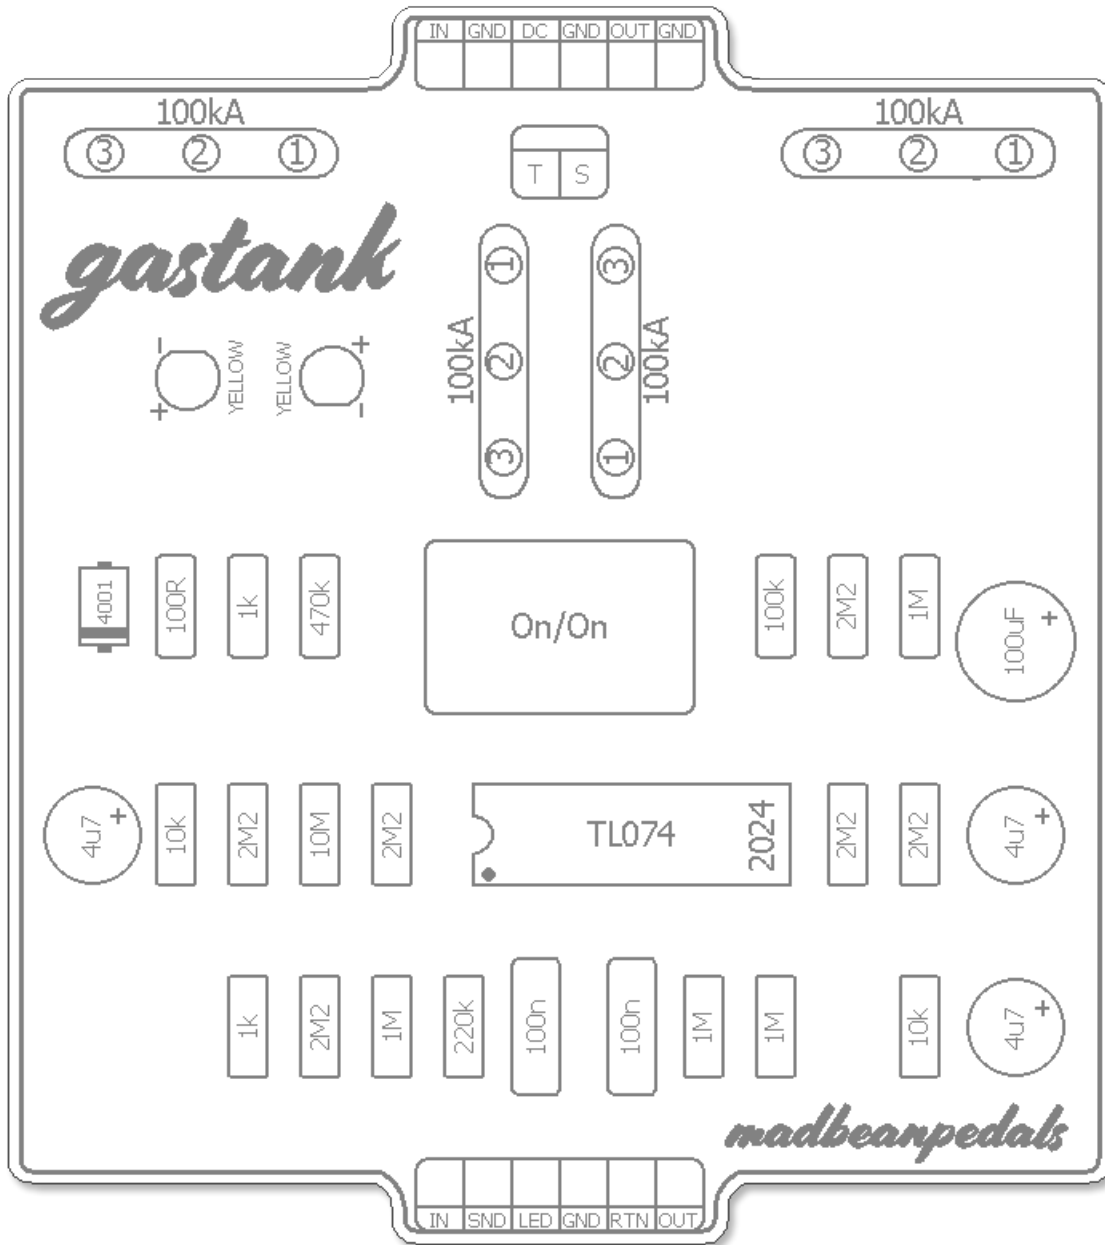 IN GND DC GND OUT GND
100kA 100kA
3 2 1 3 2 1
T S
gastank
1 3
100kA 2 2 100kA
3 1
- + YELLOW YELLOW + -
4001 100R 1k 470k On/On 100k 2M2 1M 100uF +
4u7 + 10k 2M2 10M 2M2 TL074 2024 2M2 2M2 4u7 +
1k 2M2 1M 220k 100n 100n 1M 1M 10k 4u7 +
madbeanpedals
IN SND LED GND RTN OUT